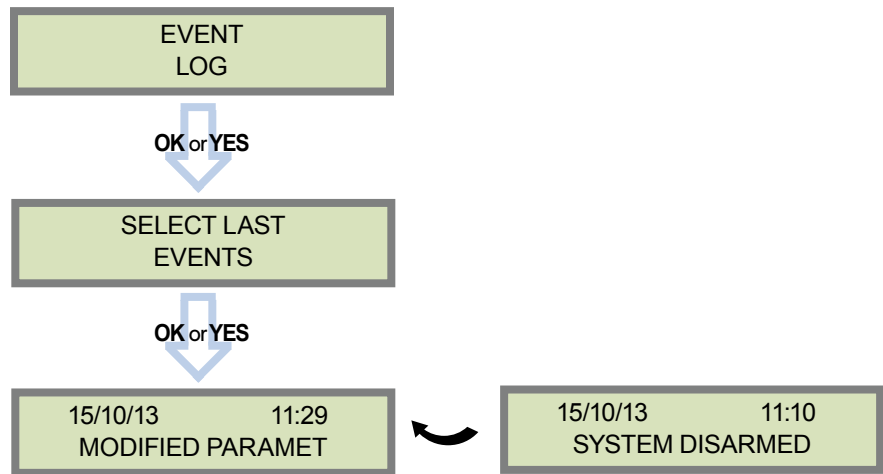 EVENT
LOG
OK or YES
SELECT LAST
EVENTS
OK or YES
15/10/13 11:29
MODIFIED PARAMET
15/10/13 11:10
SYSTEM DISARMED